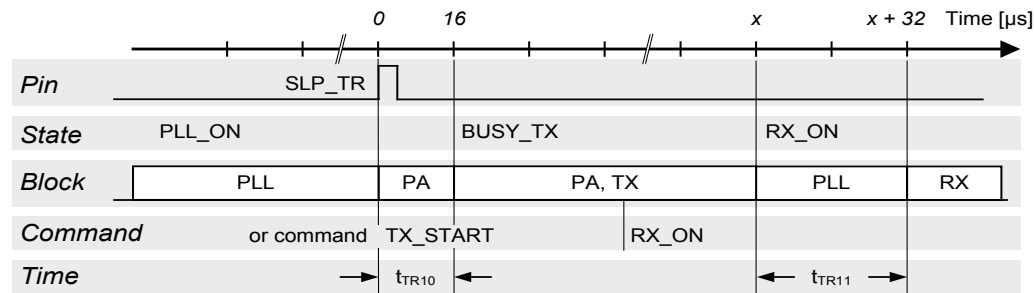 0 16 x x + 32 Time [µs]
Pin SLP_TR
State PLL_ON BUSY_TX RX_ON
Block PLL PA PA, TX PLL RX
Command or command TX_START RX_ON
Time tTR10 tTR11